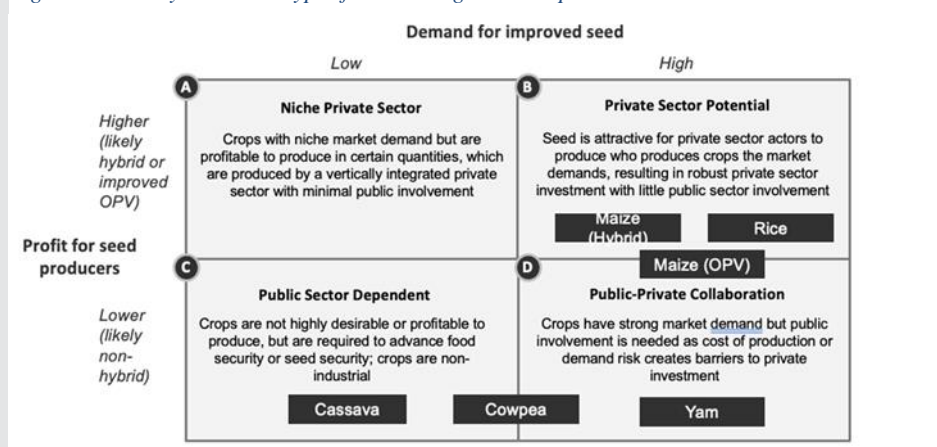 Demand for improved seed
Low
High
A
B
Niche Private Sector
Crops with niche market demand but are
profitable to produce in certain quantities, which
are produced by a vertically integrated private
sector with minimal public involvement
Private Sector Potential
Seed is attractive for private sector actors to
produce who produces crops the market
demands, resulting in robust private sector
investment with little public sector involvement
Maize
(Hybrid)
Rice
Higher
(likely
hybrid or
improved
OPV)
Profit for seed
producers
Lower
(likely
non-
hybrid)
C
D
Maize (OPV)
Public Sector Dependent
Crops are not highly desirable or profitable to
produce, but are required to advance food
security or seed security; crops are non-
industrial
Public-Private Collaboration
Crops have strong market demand but public
involvement is needed as cost of production or
demand risk creates barriers to private
investment
Cassava
Cowpea
Yam